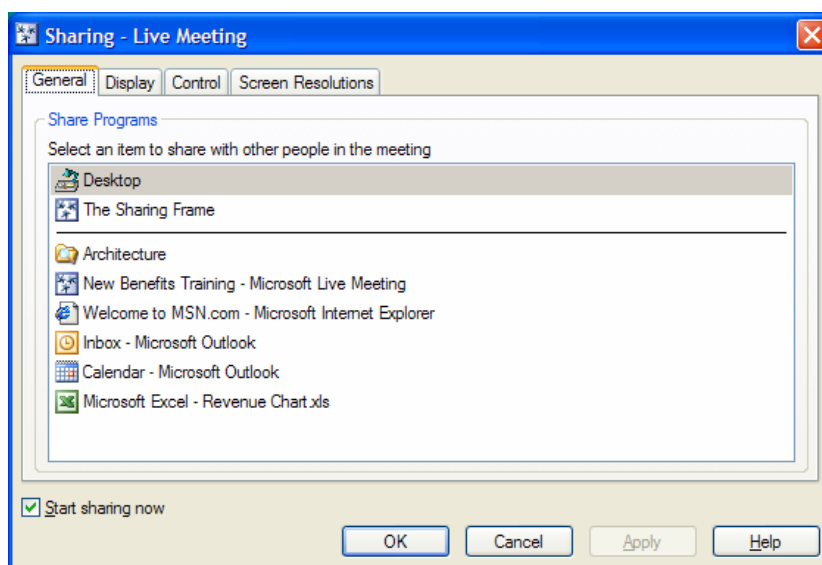 Sharing - Live Meeting
General Display Control Screen Resolutions
Share Programs
Select an item to share with other people in the meeting
Desktop
The Sharing Frame
Architecture
New Benefits Training - Microsoft Live Meeting
Welcome to MSN.com - Microsoft Internet Explorer
Inbox - Microsoft Outlook
Calendar - Microsoft Outlook
Microsoft Excel - Revenue Chart.xls
Start sharing now
OK Cancel Apply Help